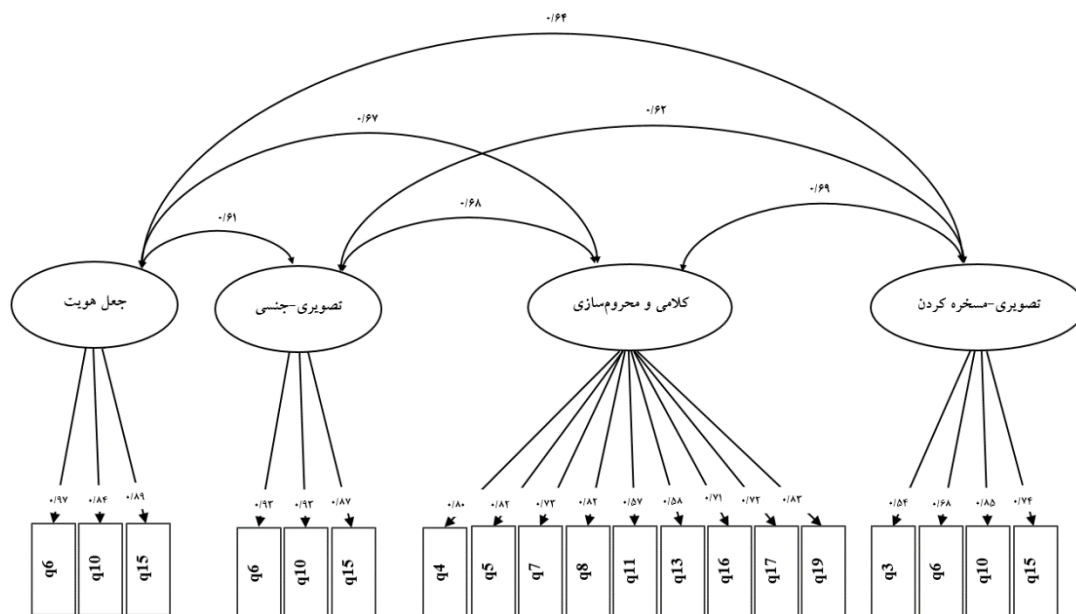 ۰/۶۴
۰/۶۷
۰/۶۲
۰/۶۱
۰/۶۸
۰/۶۹
جعل هویت
تصویری-جنسی
کلامی و محروم‌سازی
تصویری-مسخره کردن
۰/۹۷ ۰/۸۴ ۰/۸۹
۰/۹۳ ۰/۹۳ ۰/۸۷
۰/۸۰ ۰/۸۲ ۰/۷۳ ۰/۸۲ ۰/۵۷ ۰/۵۸ ۰/۷۱ ۰/۷۲ ۰/۸۳
۰/۵۴ ۰/۶۸ ۰/۸۵ ۰/۷۴
q6 q10 q15
q6 q10 q15
q4 q5 q7 q8 q11 q13 q16 q17 q19
q3 q6 q10 q15